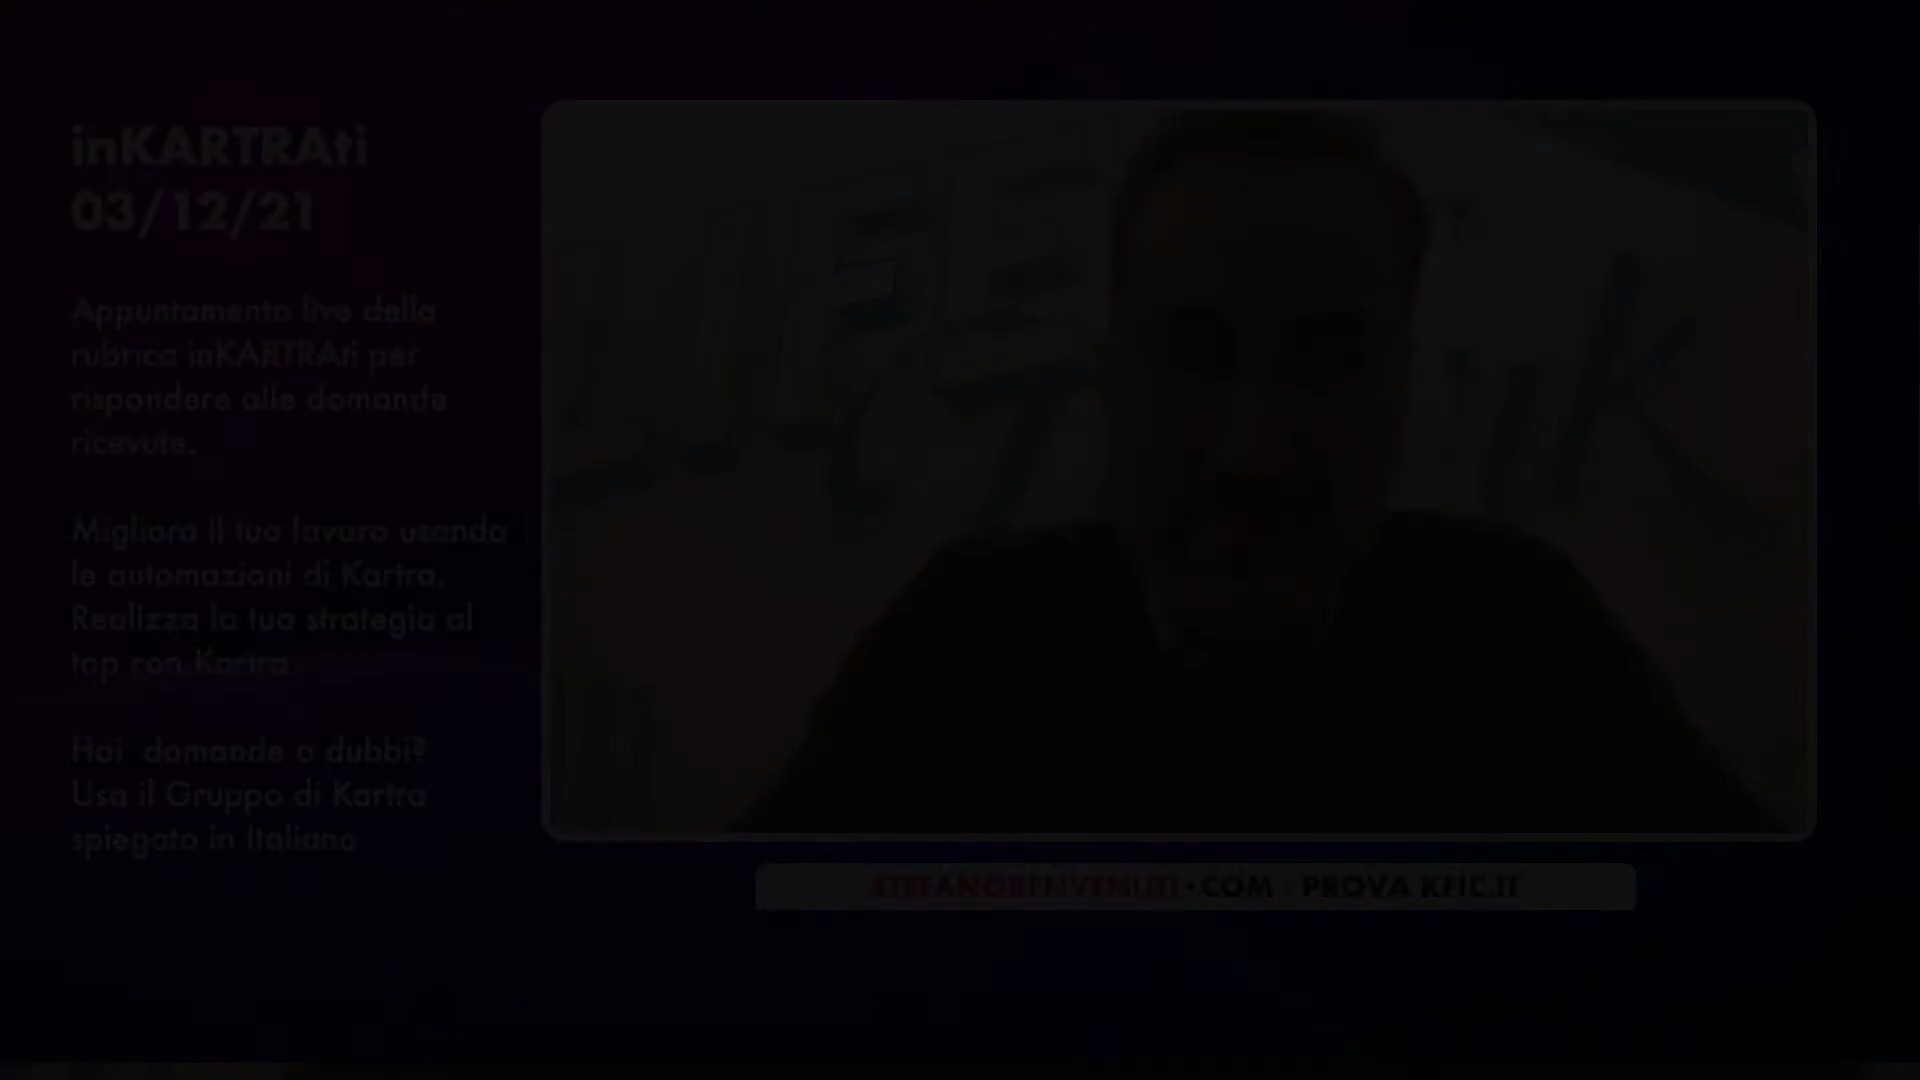 inKARTRAti
03/12/21
Appuntamento live della
rubrica inKARTRAti per
rispondere alle domande
ricevute.
Migliora il tuo lavoro usando
le automazioni di Kartra.
Realizza la tua strategia al
top con Kartra
Hai domande o dubbi?
Usa il Gruppo di Kartra
spiegato in Italiano
STEFANOBENVENUTI•COM - PROVA KFIC.IT